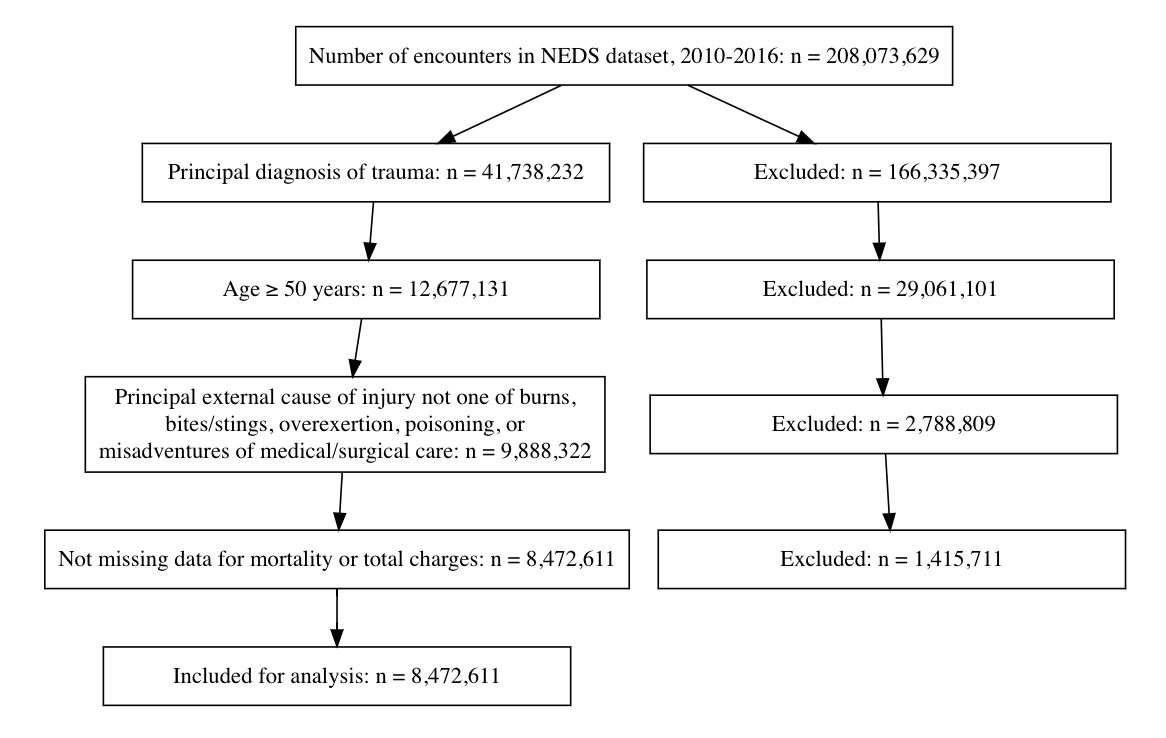 Number of encounters in NEDS dataset, 2010-2016: n = 208,073,629
Principal diagnosis of trauma: n = 41,738,232
Excluded: n = 166,335,397
Age ≥ 50 years: n = 12,677,131
Excluded: n = 29,061,101
Principal external cause of injury not one of burns,
bites/stings, overexertion, poisoning, or
misadventures of medical/surgical care: n = 9,888,322
Excluded: n = 2,788,809
Not missing data for mortality or total charges: n = 8,472,611
Excluded: n = 1,415,711
Included for analysis: n = 8,472,611